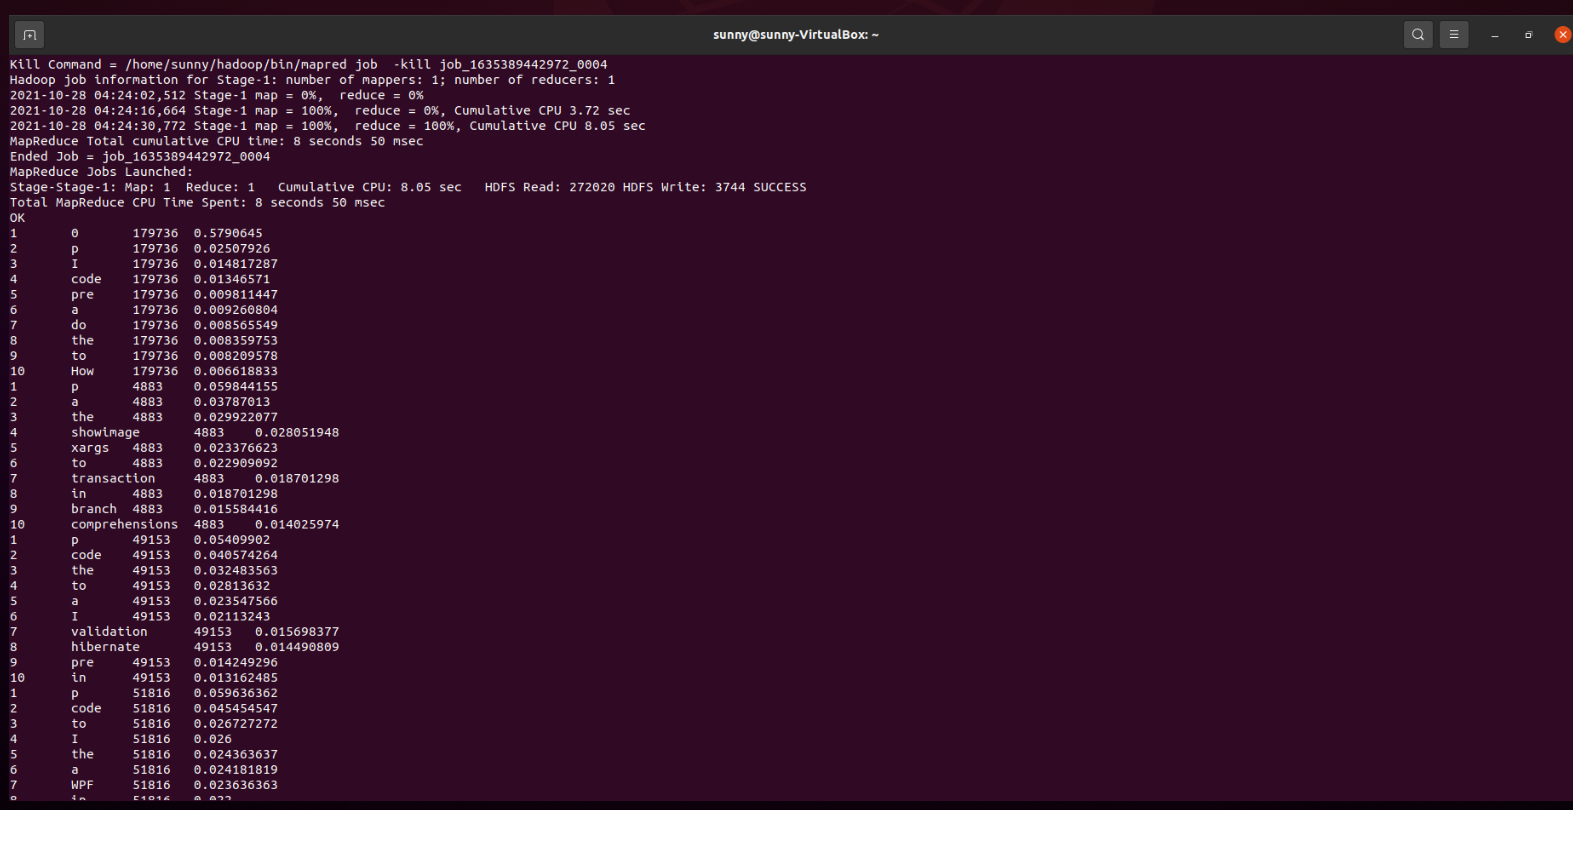 sunny@sunny-VirtualBox: ~
Kill Command = /home/sunny/hadoop/bin/mapred job  -kill job_1635389442972_0004
Hadoop job information for Stage-1: number of mappers: 1; number of reducers: 1
2021-10-28 04:24:02,512 Stage-1 map = 0%,  reduce = 0%
2021-10-28 04:24:16,664 Stage-1 map = 100%,  reduce = 0%, Cumulative CPU 3.72 sec
2021-10-28 04:24:30,772 Stage-1 map = 100%,  reduce = 100%, Cumulative CPU 8.05 sec
MapReduce Total cumulative CPU time: 8 seconds 50 msec
Ended Job = job_1635389442972_0004
MapReduce Jobs Launched:
Stage-Stage-1: Map: 1  Reduce: 1   Cumulative CPU: 8.05 sec   HDFS Read: 272020 HDFS Write: 3744 SUCCESS
Total MapReduce CPU Time Spent: 8 seconds 50 msec
OK
1	0	179736	0.5790645
2	p	179736	0.02507926
3	I	179736	0.014817287
4	code	179736	0.01346571
5	pre	179736	0.009811447
6	a	179736	0.009260804
7	do	179736	0.008565549
8	the	179736	0.008359753
9	to	179736	0.008209578
10	How	179736	0.006618833
1	p	4883	0.059844155
2	a	4883	0.03787013
3	the	4883	0.029922077
4	showimage	4883	0.028051948
5	xargs	4883	0.023376623
6	to	4883	0.022909092
7	transaction	4883	0.018701298
8	in	4883	0.018701298
9	branch	4883	0.015584416
10	comprehensions	4883	0.014025974
1	p	49153	0.05409902
2	code	49153	0.040574264
3	the	49153	0.032483563
4	to	49153	0.02813632
5	a	49153	0.023547566
6	I	49153	0.02113243
7	validation	49153	0.015698377
8	hibernate	49153	0.014490809
9	pre	49153	0.014249296
10	in	49153	0.013162485
1	p	51816	0.059636362
2	code	51816	0.045454547
3	to	51816	0.026727272
4	I	51816	0.026
5	the	51816	0.024363637
6	a	51816	0.024181819
7	WPF	51816	0.023636363
8	in	51816	0.022